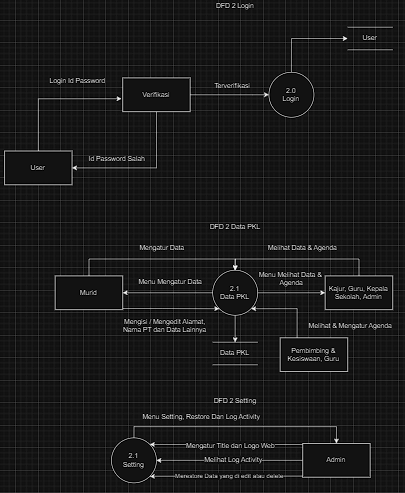 DFD 2 Login
User
Login Id Password
Verifikasi
Terverifikasi
2.0
Login
Id Password Salah
User
DFD 2 Data PKL
Mengatur Data
Melihat Data & Agenda
Murid
Menu Mengatur Data
2.1
Data PKL
Menu Melihat Data &
Agenda
Kajur, Guru, Kepala
Sekolah, Admin
Mengisi / Mengedit Alamat,
Nama PT dan Data Lainnya
Melihat & Mengatur Agenda
Data PKL
Pembimbing &
Kesiswaan, Guru
DFD 2 Setting
Menu Setting, Restore Dan Log Activity
2.1
Setting
Mengatur Title dan Logo Web
Melihat Log Activity
Merestore Data yang di edit atau delete
Admin